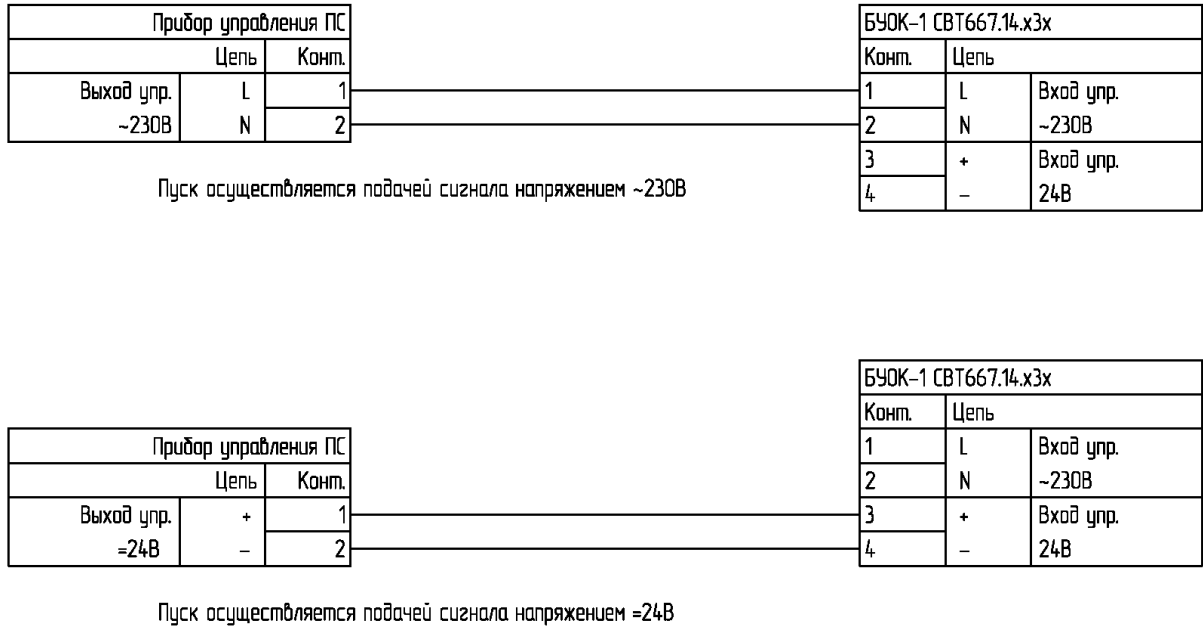 Прибор управления ПС
Цепь Конт.
Выход упр. L 1
~230В N 2
БУОК-1 СВТ667.14.х3х
Конт. Цепь
1 L Вход упр.
2 N ~230В
3 + Вход упр.
4 – 24В
Пуск осуществляется подачей сигнала напряжением ~230В
БУОК-1 СВТ667.14.х3х
Конт. Цепь
1 L Вход упр.
2 N ~230В
3 + Вход упр.
4 – 24В
Прибор управления ПС
Цепь Конт.
Выход упр. + 1
=24В – 2
Пуск осуществляется подачей сигнала напряжением =24В